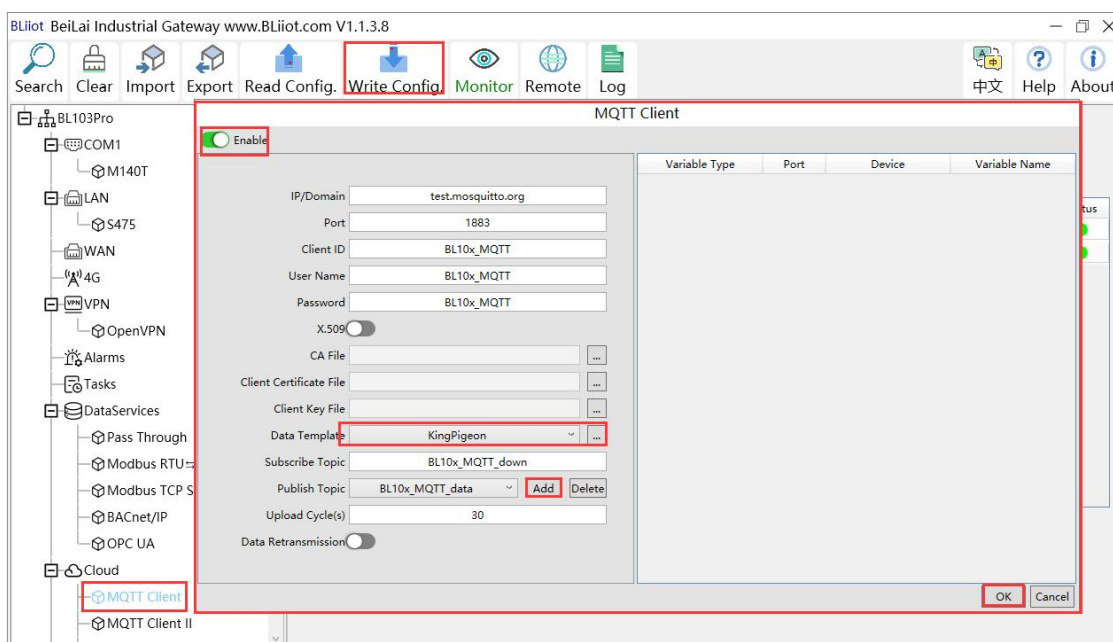 BLiiot BeiLai Industrial Gateway www.BLiiot.com V1.1.3.8
Search Clear Import Export Read Config. Write Config. Monitor Remote Log 中文 Help About
BL103Pro
COM1
M140T
LAN
S475
WAN
4G
VPN VPN
OpenVPN
Alarms
Tasks
DataServices
Pass Through
Modbus RTU
Modbus TCP S
BACnet/IP
OPC UA
Cloud
MQTT Client
MQTT Client II
MQTT Client
Enable
IP/Domain test.mosquitto.org
Port 1883
Client ID BL10x_MQTT
User Name BL10x_MQTT
Password BL10x_MQTT
X.509
CA File ...
Client Certificate File ...
Client Key File ...
Data Template KingPigeon ...
Subscribe Topic BL10x_MQTT_down
Publish Topic BL10x_MQTT_data Add Delete
Upload Cycle(s) 30
Data Retransmission
Variable Type Port Device Variable Name
tus
OK Cancel